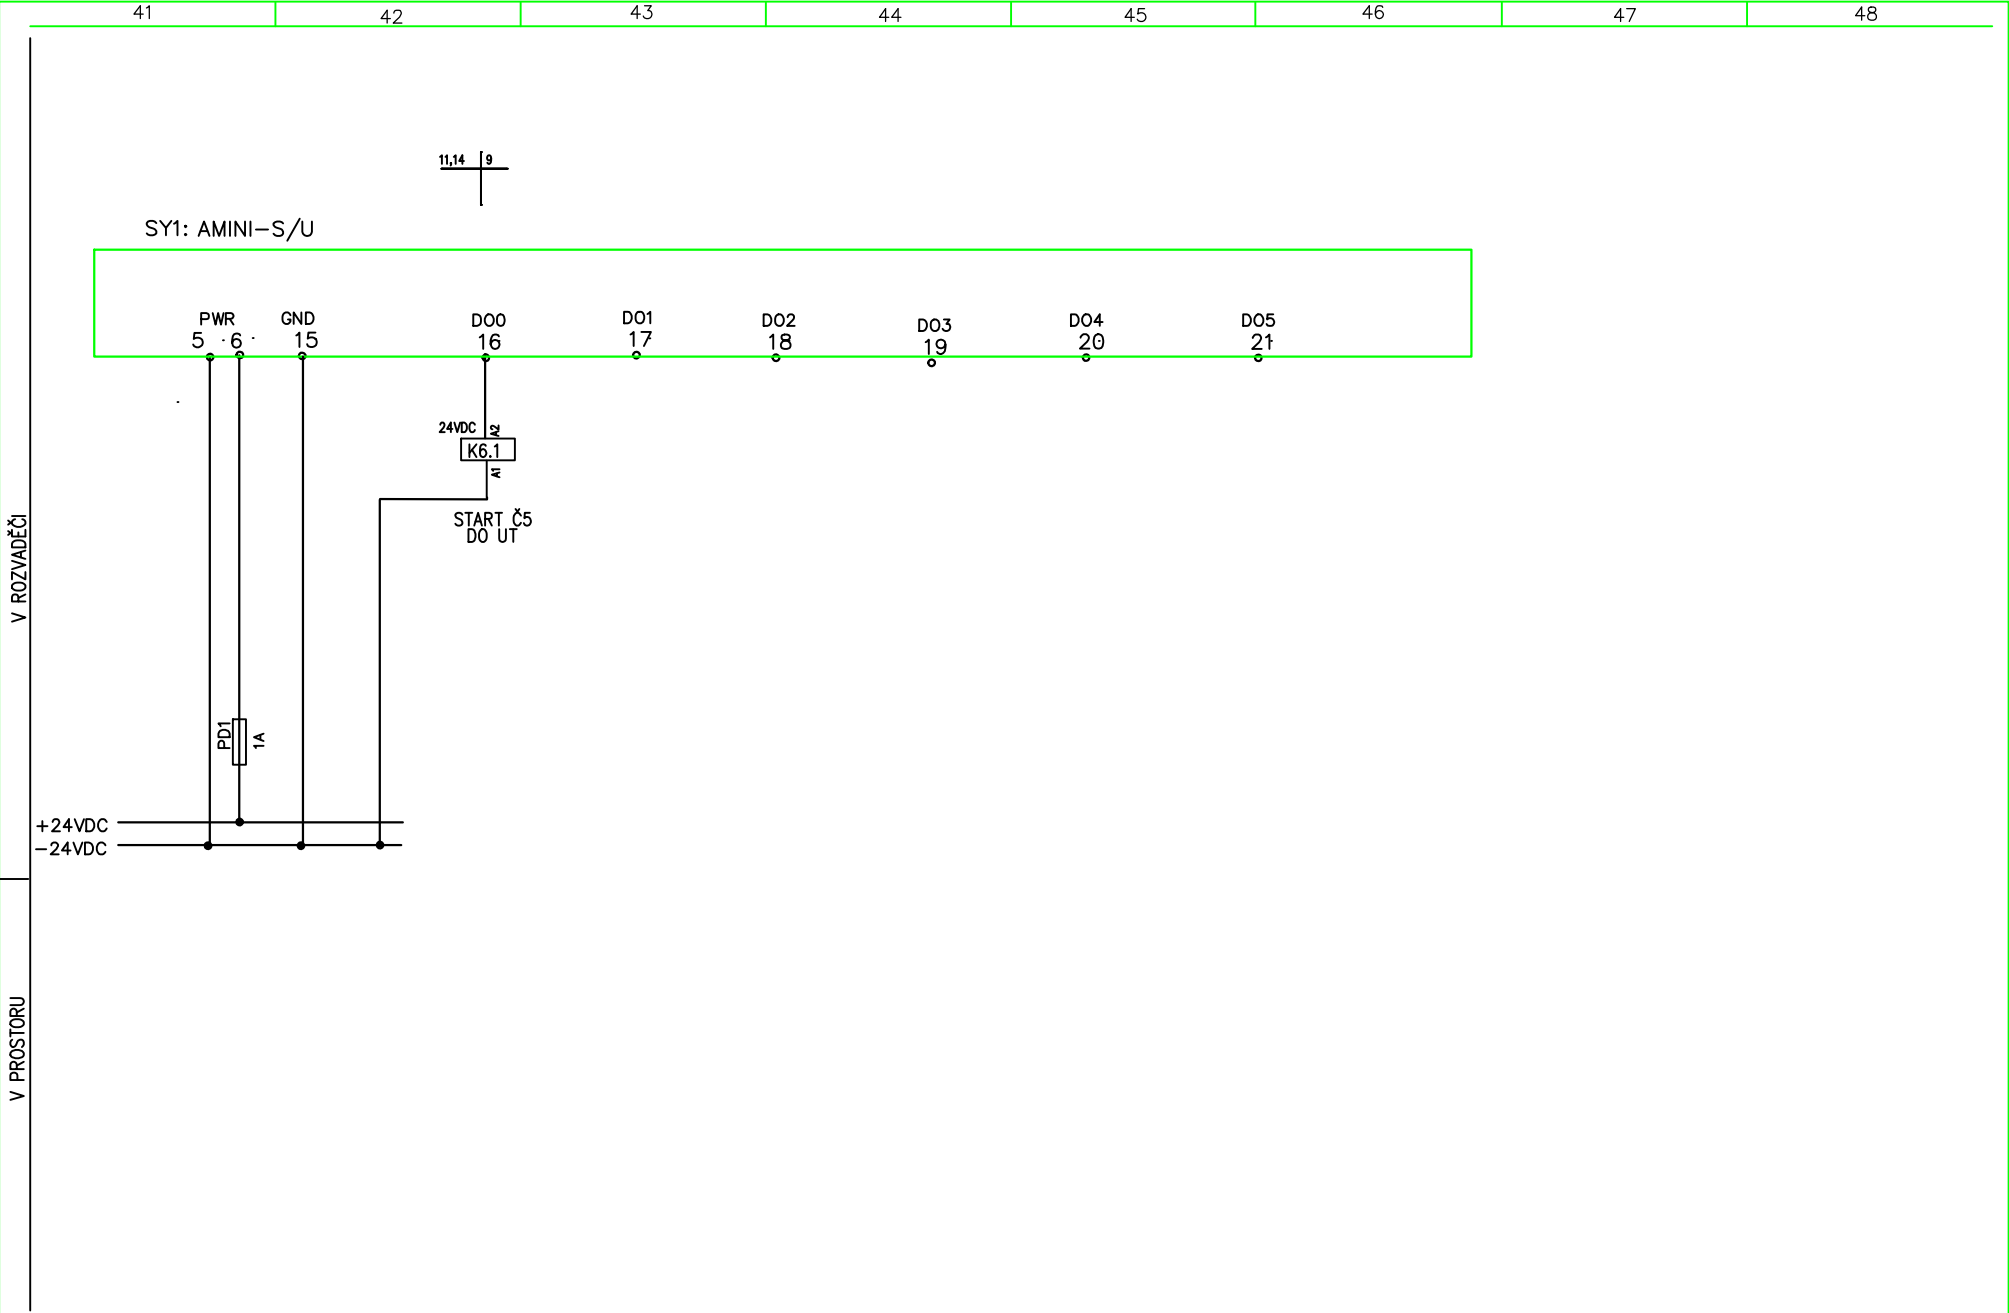 41 42 43 44 45 46 47 48
11,14 9
SY1: AMINI-S/U
PWR GND DO0 DO1 DO2 DO3 DO4 DO5
5 6 15 16 17 18 19 20 21
24VDC A2
K6.1
A1
START Č5
DO UT
V ROZVADĚČI
PD1 1A
+24VDC
-24VDC
V PROSTORU